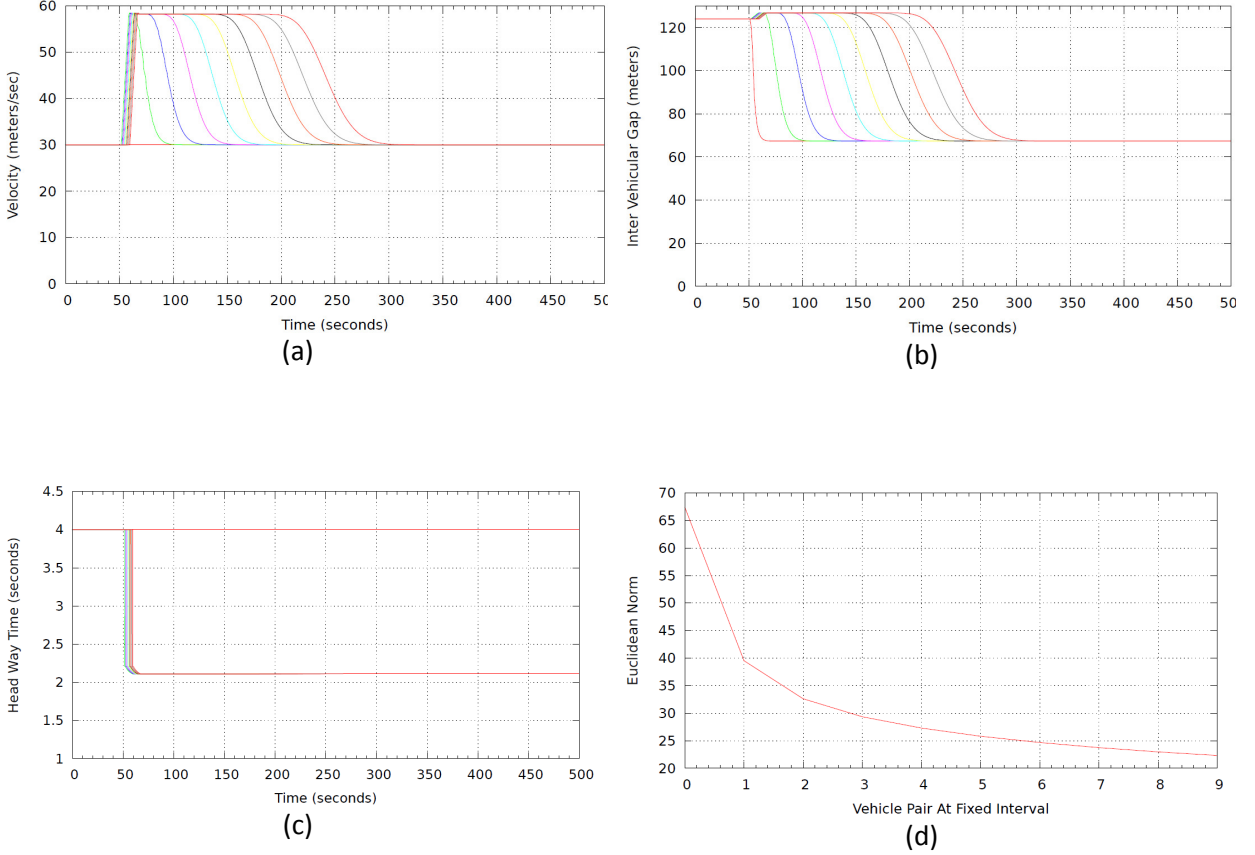 60
50
40
30
20
10
0
0 50 100 150 200 250 300 350 400 450 50
Velocity (meters/sec)
Time (seconds)
(a)
120
100
80
60
40
20
0
0 50 100 150 200 250 300 350 400 450 500
Inter Vehicular Gap (meters)
Time (seconds)
(b)
4.5
4
3.5
3
2.5
2
1.5
1
0 50 100 150 200 250 300 350 400 450 500
Head Way Time (seconds)
Time (seconds)
(c)
70
65
60
55
50
45
40
35
30
25
20
0 1 2 3 4 5 6 7 8 9
Euclidean Norm
Vehicle Pair At Fixed Interval
(d)